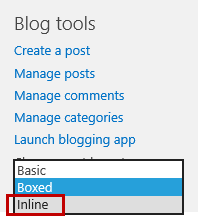 Blog tools
Create a post
Manage posts
Manage comments
Manage categories
Launch blogging app
Basic
Boxed
Inline